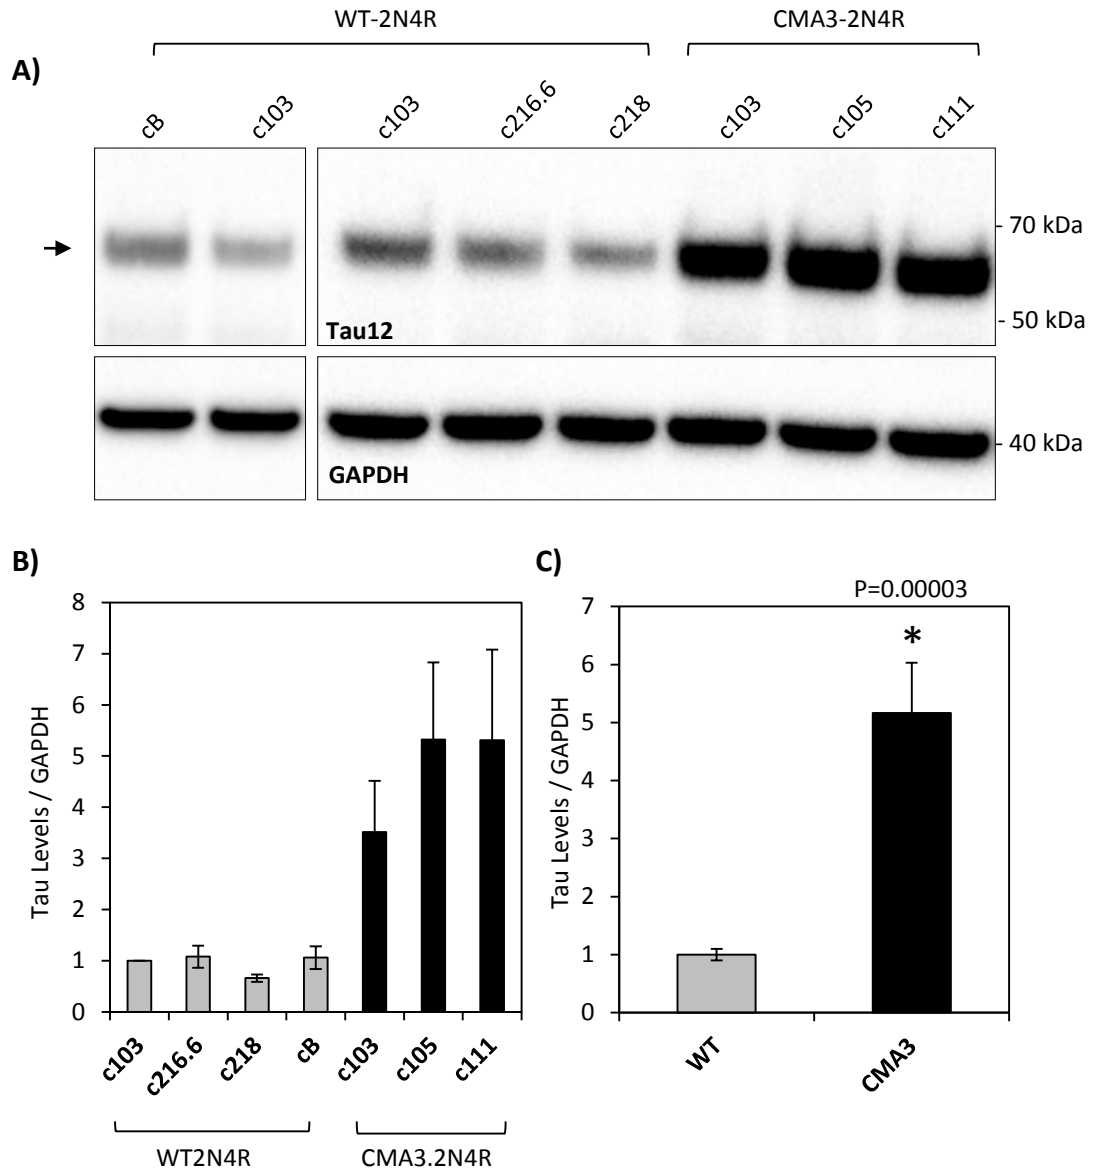 WT-2N4R CMA3-2N4R
A)
cB c103 c103 c216.6 c218 c103 c105 c111
- 70 kDa
- 50 kDa
Tau12
- 40 kDa
GAPDH
B)
8
7
6
5
4
3
2
1
0
Tau Levels / GAPDH
c103 c216.6 c218 cB c103 c105 c111
WT2N4R CMA3.2N4R
C)
P=0.00003
*
7
6
5
4
3
2
1
0
Tau Levels / GAPDH
WT CMA3